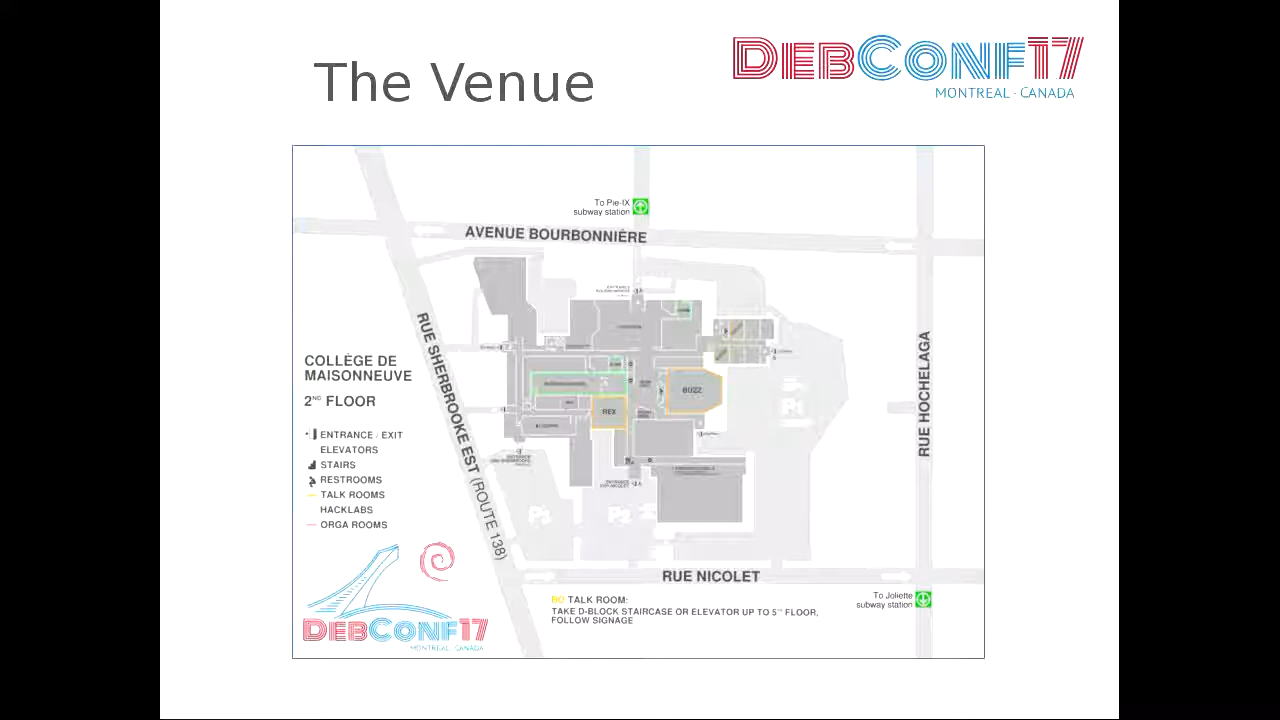 The Venue
DEBCONF17
MONTREAL · CANADA
To Pie-IX
subway station
AVENUE BOURBONNIÈRE
RUE SHERBROOKE EST (ROUTE 138)
RUE HOCHELAGA
COLLÈGE DE
MAISONNEUVE
2ND FLOOR
ENTRANCE / EXIT
ELEVATORS
STAIRS
RESTROOMS
TALK ROOMS
HACKLABS
ORGA ROOMS
BUZZ
REX
P1
P2
P3
RUE NICOLET
To Joliette
subway station
TALK ROOM:
TAKE D-BLOCK STAIRCASE OR ELEVATOR UP TO 5TH FLOOR,
FOLLOW SIGNAGE
DEBCONF17
MONTREAL · CANADA